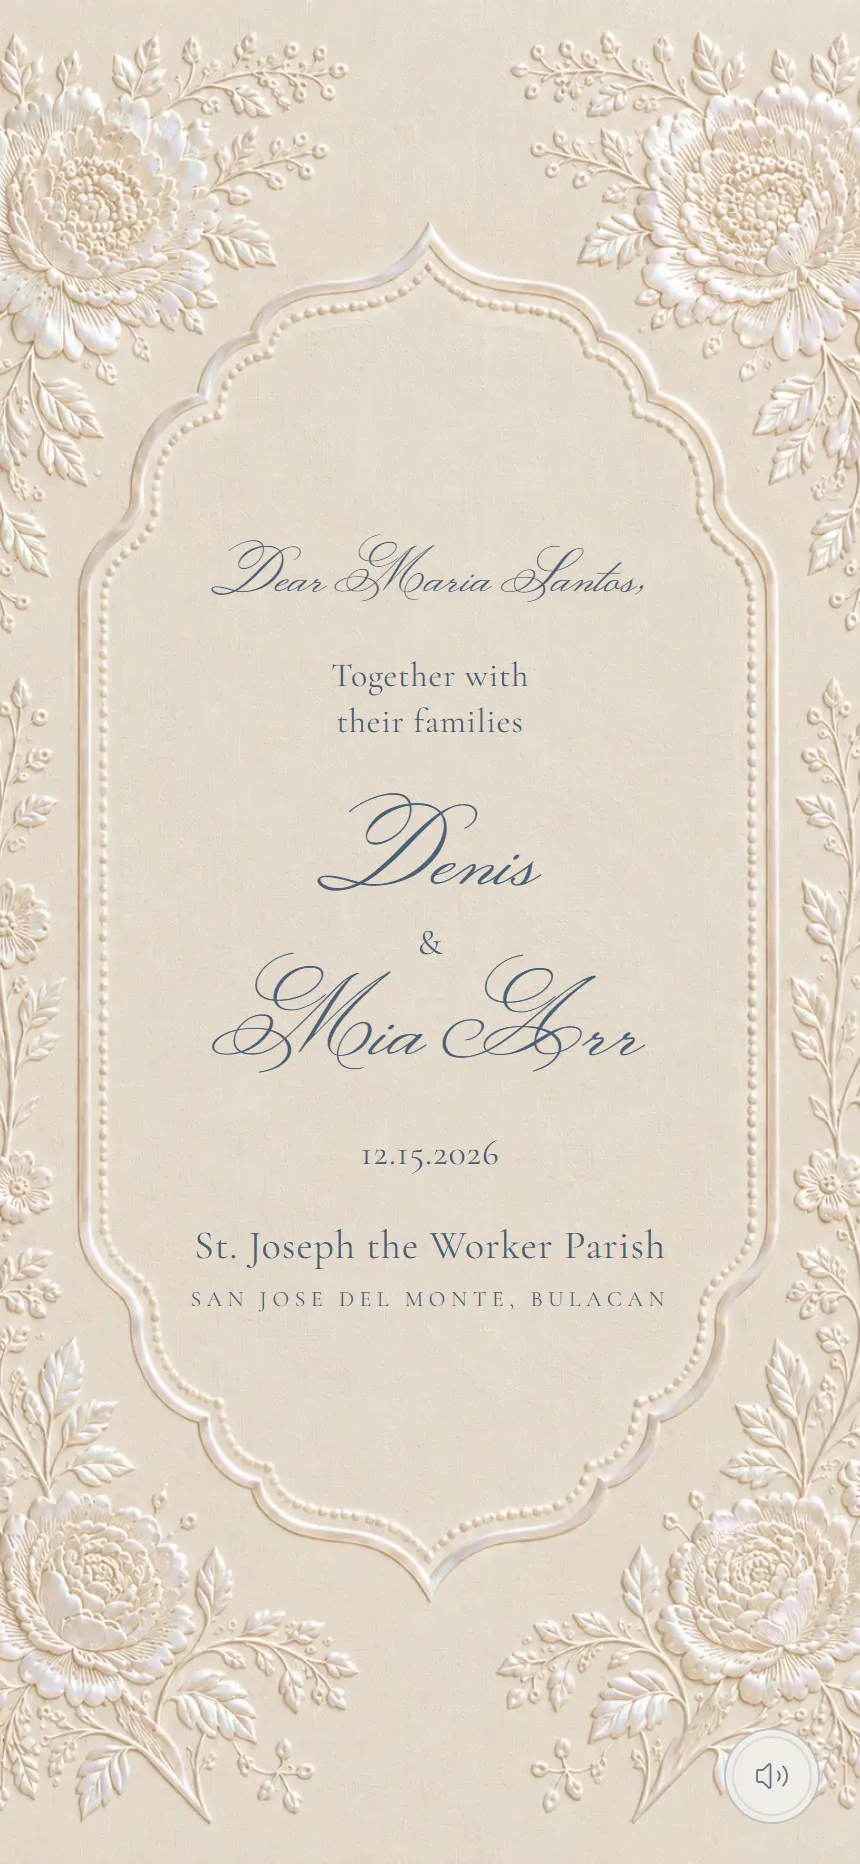 Dear Maria Santos,
Together with
their families
Denis
&
Mia Arr
12.15.2026
St. Joseph the Worker Parish
SAN JOSE DEL MONTE, BULACAN